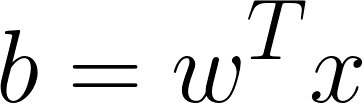 b = w^T x